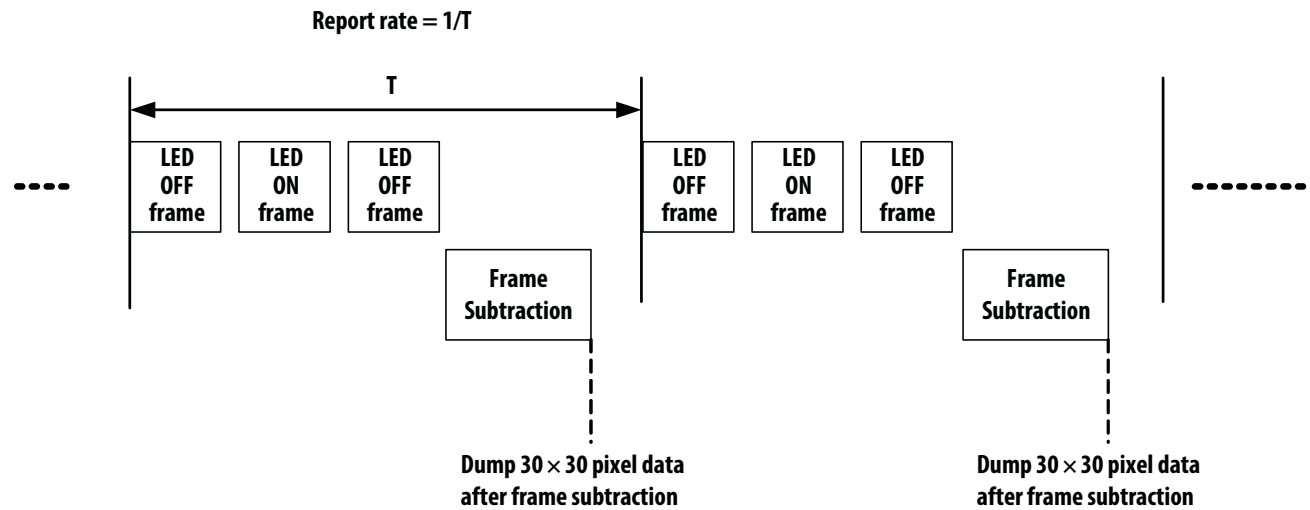 Report rate = 1/T
T
LED
OFF
frame
LED
ON
frame
LED
OFF
frame
LED
OFF
frame
LED
ON
frame
LED
OFF
frame
Frame
Subtraction
Frame
Subtraction
Dump 30 × 30 pixel data
after frame subtraction
Dump 30 × 30 pixel data
after frame subtraction